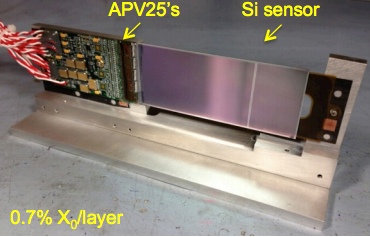 APV25's Si sensor
0.7% X₀/layer